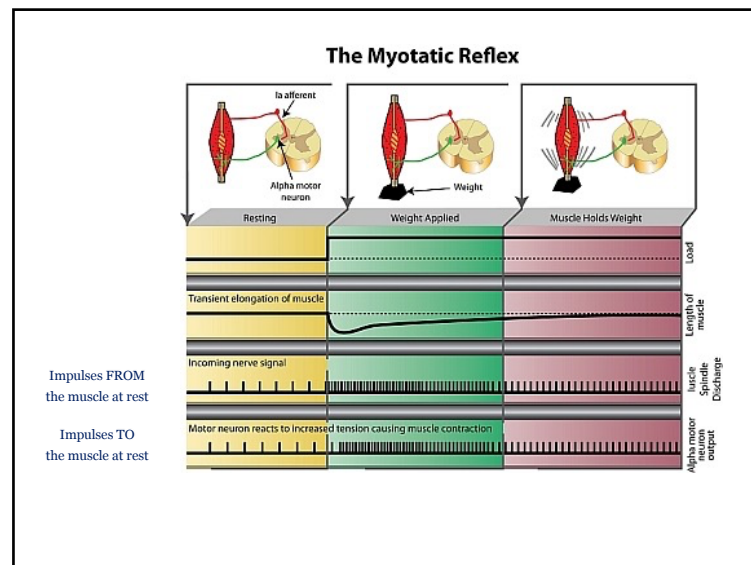 The Myotatic Reflex
Ia afferent
Alpha motor
neuron
Weight
Resting
Weight Applied
Muscle Holds Weight
Load
Transient elongation of muscle
Length of
muscle
Impulses FROM
the muscle at rest
Incoming nerve signal
luscle
Spindle
Discharge
Impulses TO
the muscle at rest
Motor neuron reacts to increased tension causing muscle contraction
Alpha motor
neuron
output